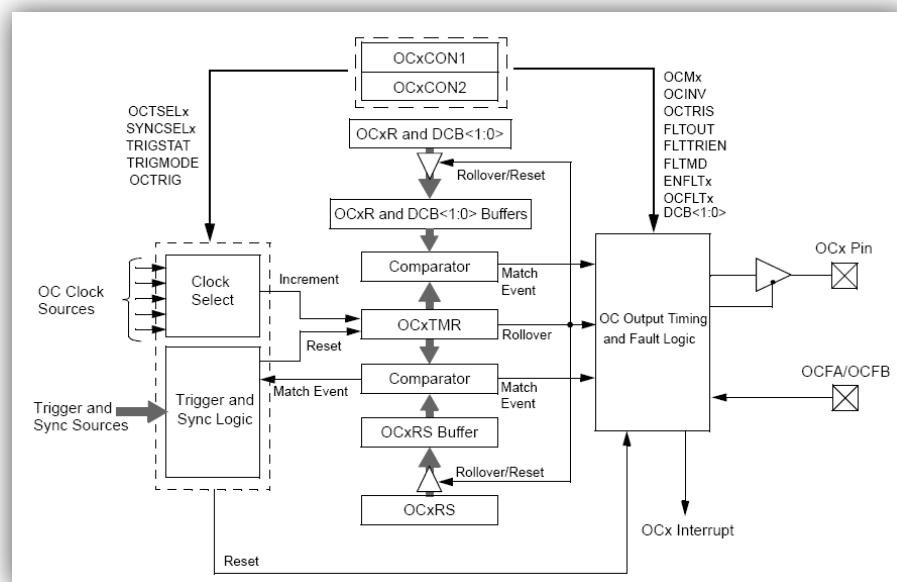 OCxCON1
OCxCON2
OCTSELx
SYNCSELx
TRIGSTAT
TRIGMODE
OCTRIG
OCMx
OCINV
OCTRIS
FLTOUT
FLTTRIEN
FLTMD
ENFLTx
OCFLTx
DCB<1:0>
OCxR and DCB<1:0>
Rollover/Reset
OCxR and DCB<1:0> Buffers
OC Clock
Sources
Clock
Select
Increment
Comparator
Match
Event
OCx Pin
OCxTMR
Rollover
Reset
OC Output Timing
and Fault Logic
Comparator
Match Event
Match
Event
OCFA/OCFB
Trigger and
Sync Sources
Trigger and
Sync Logic
OCxRS Buffer
Rollover/Reset
OCxRS
OCx Interrupt
Reset